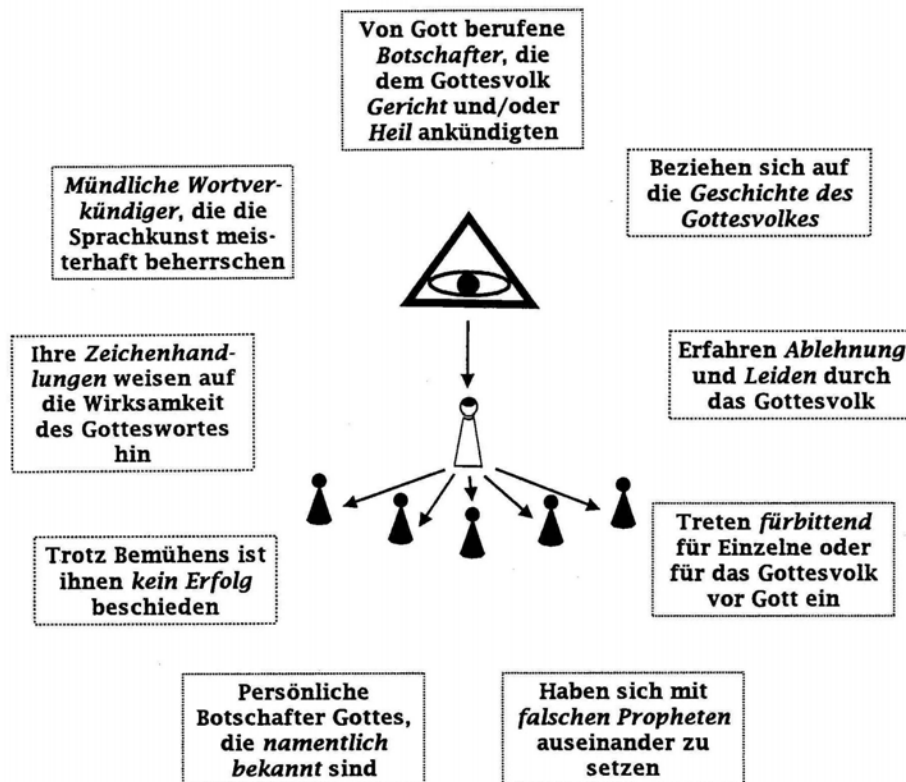 Von Gott berufene
Botschafter, die
dem Gottesvolk
Gericht und/oder
Heil ankündigten
Beziehen sich auf
die Geschichte des
Gottesvolkes
Mündliche Wortver-
kündiger, die die
Sprachkunst meis-
terhaft beherrschen
Ihre Zeichenhand-
lungen weisen auf
die Wirksamkeit
des Gotteswortes
hin
Erfahren Ablehnung
und Leiden durch
das Gottesvolk
Trotz Bemühens ist
ihnen kein Erfolg
beschieden
Treten fürbittend
für Einzelne oder
für das Gottesvolk
vor Gott ein
Persönliche
Botschafter Gottes,
die namentlich
bekannt sind
Haben sich mit
falschen Propheten
auseinander zu
setzen